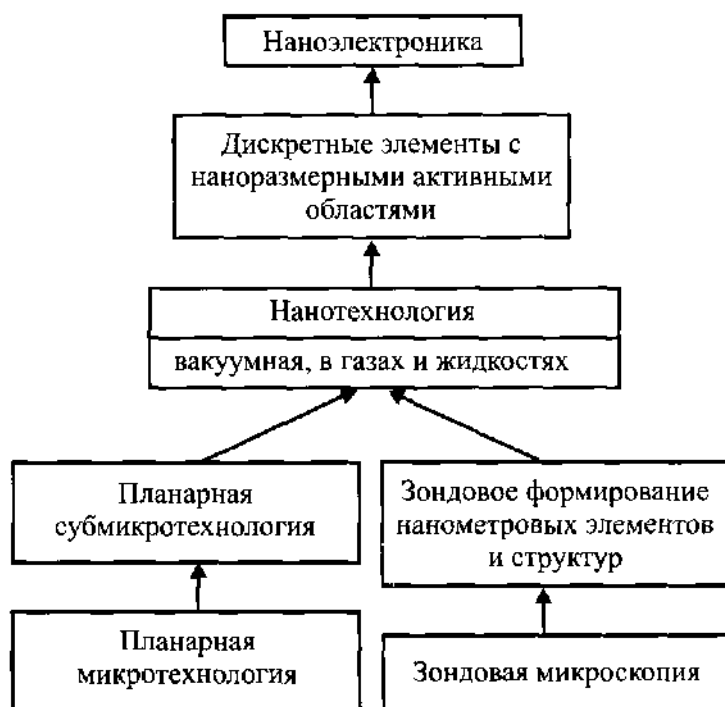 Наноэлектроника
Дискретные элементы с
наноразмерными активными
областями
Нанотехнология
вакуумная, в газах и жидкостях
Планарная
субмикротехнология
Зондовое формирование
нанометровых элементов
и структур
Планарная
микротехнология
Зондовая микроскопия